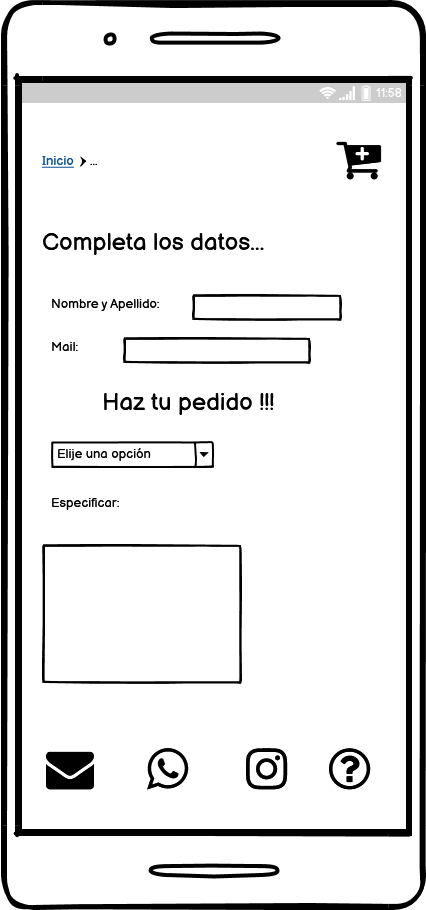 11:58
Inicio > ...
Completa los datos...
Nombre y Apellido:
Mail:
Haz tu pedido !!!
Elije una opción
Especificar: